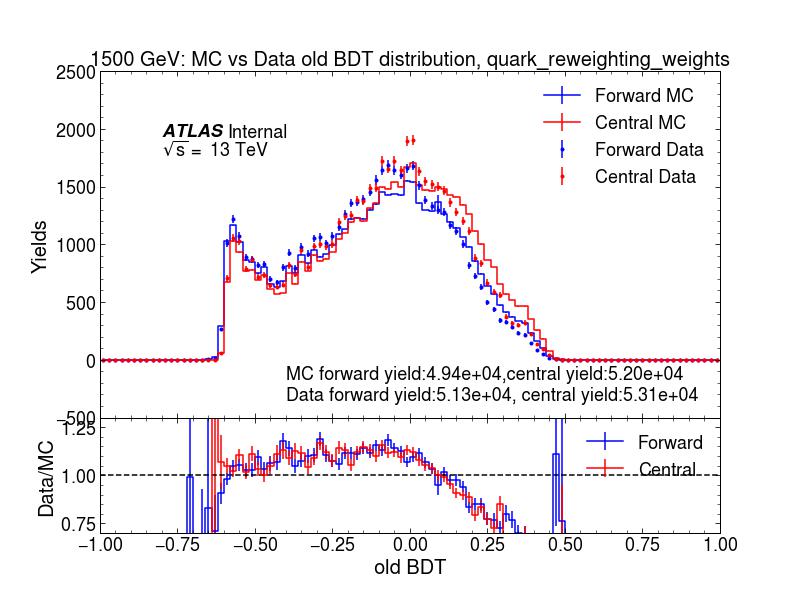 1500 GeV: MC vs Data old BDT distribution, quark_reweighting_weights
2500
2000
1500
1000
500
0
−500
Yields
ATLAS Internal
√s = 13 TeV
Forward MC
Central MC
Forward Data
Central Data
MC forward yield:4.94e+04,central yield:5.20e+04
Data forward yield:5.13e+04, central yield:5.31e+04
1.25
1.00
0.75
Data/MC
Forward
Central
−1.00 −0.75 −0.50 −0.25 0.00 0.25 0.50 0.75 1.00
old BDT